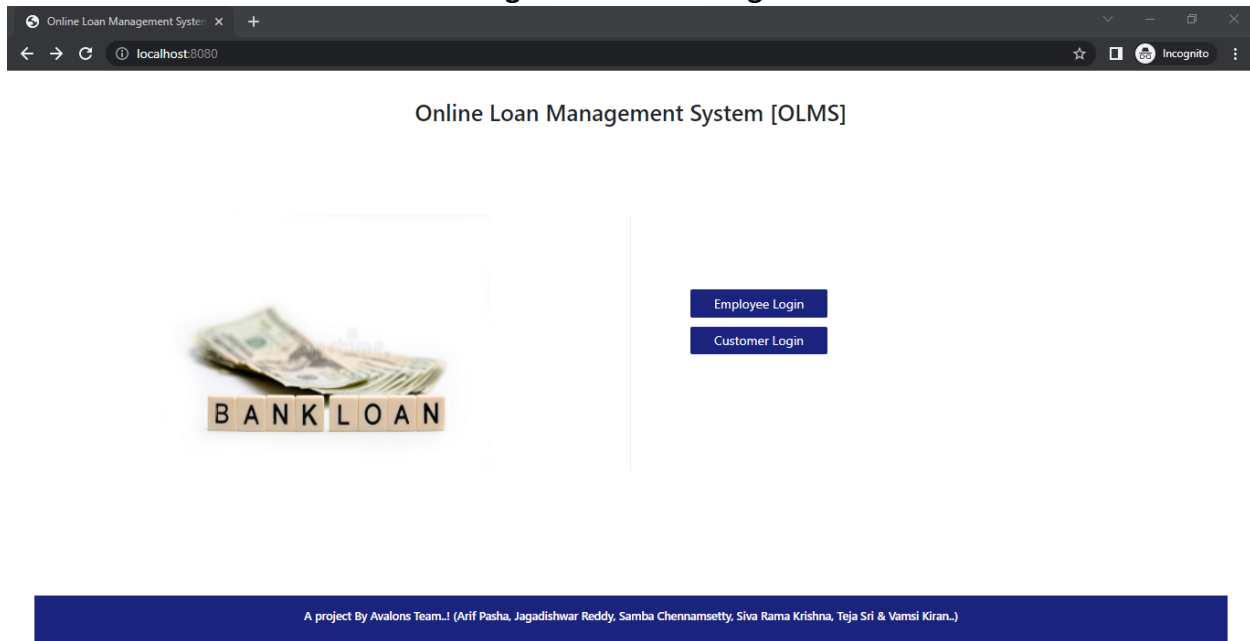 Online Loan Management System
localhost:8080
Incognito
Online Loan Management System [OLMS]
Employee Login
Customer Login
BANK LOAN
A project By Avalons Team..! (Arif Pasha, Jagadishwar Reddy, Samba Chennamsetty, Siva Rama Krishna, Teja Sri & Vamsi Kiran..)